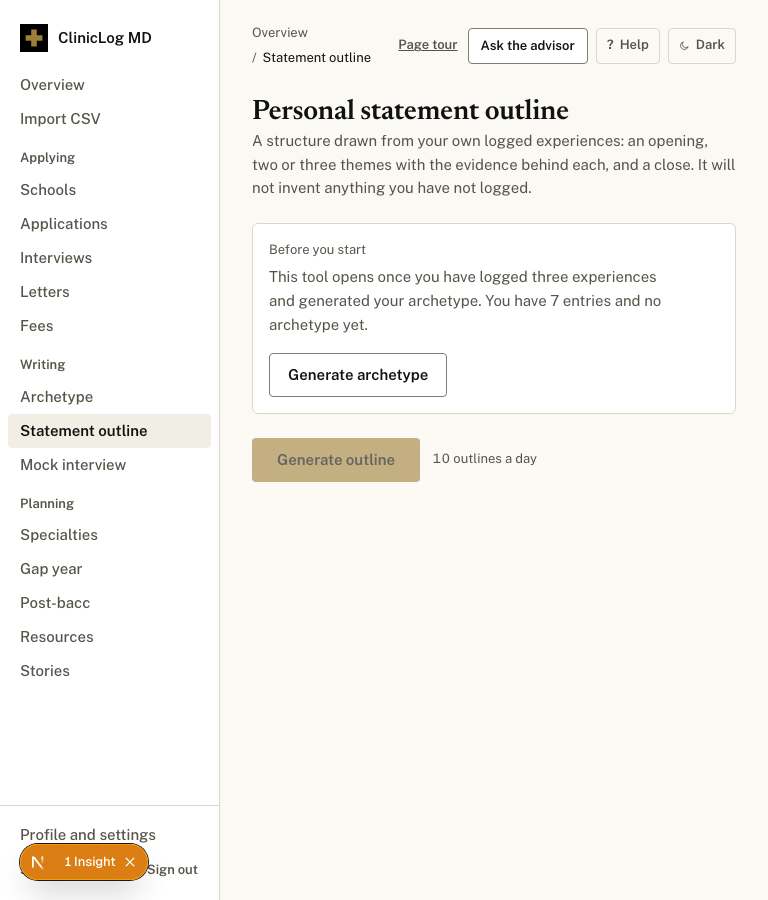 ClinicLog MD
Overview
Import CSV
Applying
Schools
Applications
Interviews
Letters
Fees
Writing
Archetype
Statement outline
Mock interview
Planning
Specialties
Gap year
Post-bacc
Resources
Stories
Profile and settings
1 Insight
Sign out
Overview
/ Statement outline
Page tour
Ask the advisor
? Help
Dark
Personal statement outline
A structure drawn from your own logged experiences: an opening,
two or three themes with the evidence behind each, and a close. It will
not invent anything you have not logged.
Before you start
This tool opens once you have logged three experiences
and generated your archetype. You have 7 entries and no
archetype yet.
Generate archetype
Generate outline
10 outlines a day